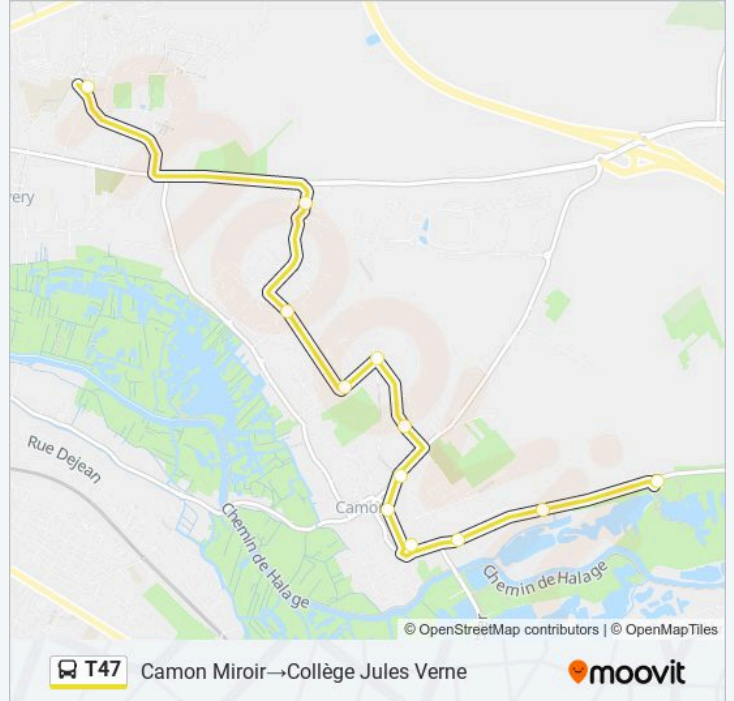 very
Rue Dejean
Camon
Chemin de Halage
Chemin de Halage
© OpenStreetMap contributors | © OpenMapTiles
T47 Camon Miroir→Collège Jules Verne
moovit